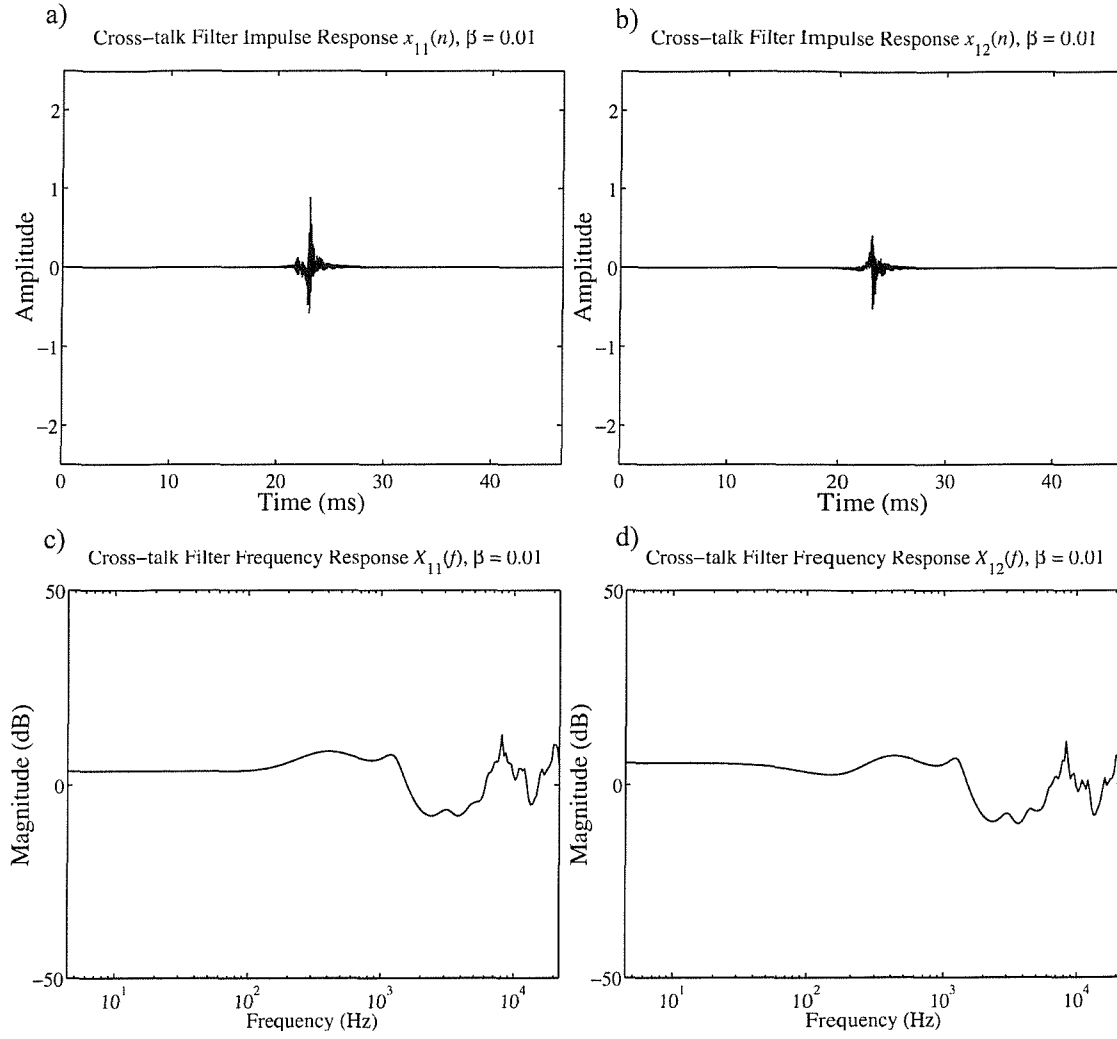 a)
Cross-talk Filter Impulse Response x11(n), β = 0.01
2
1
0
−1
−2
Amplitude
0 10 20 30 40
Time (ms)
b)
Cross-talk Filter Impulse Response x12(n), β = 0.01
2
1
0
−1
−2
Amplitude
0 10 20 30 40
Time (ms)
c)
Cross-talk Filter Frequency Response X11(f), β = 0.01
50
0
−50
Magnitude (dB)
10^1 10^2 10^3 10^4
Frequency (Hz)
d)
Cross-talk Filter Frequency Response X12(f), β = 0.01
50
0
−50
Magnitude (dB)
10^1 10^2 10^3 10^4
Frequency (Hz)